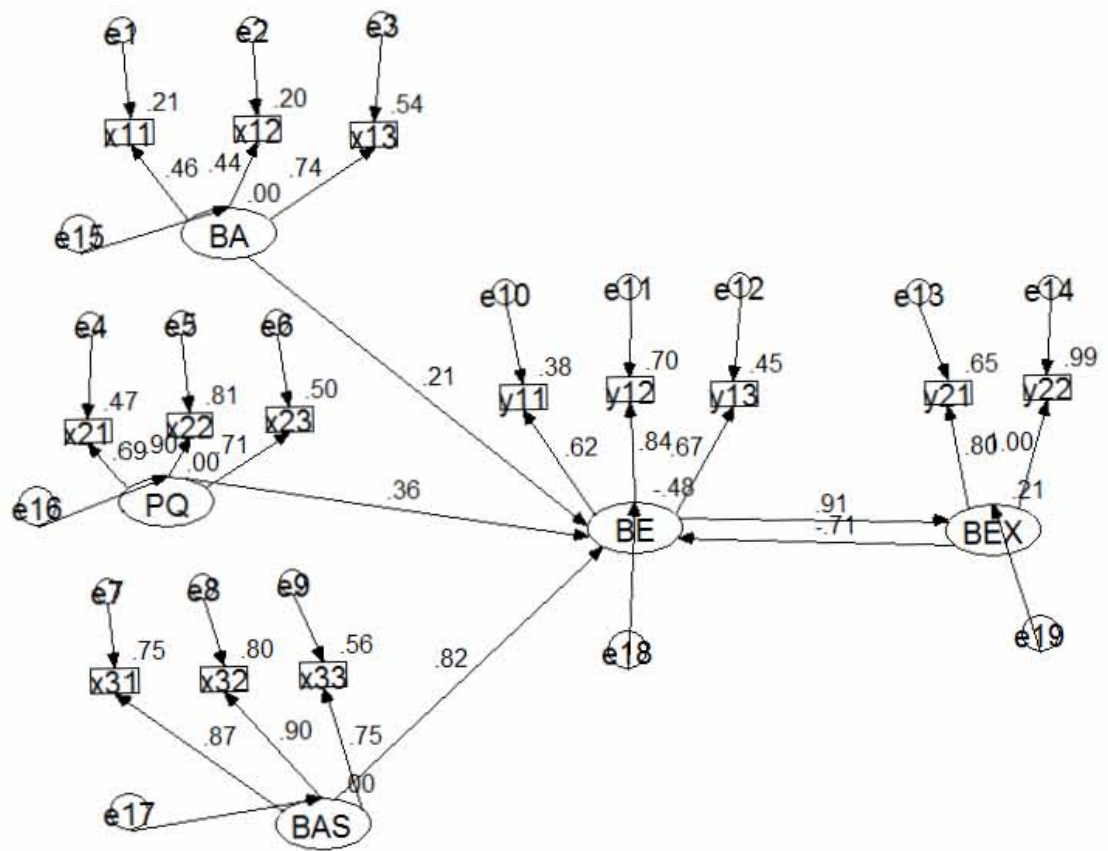 e1
e2
e3
.21
.20
.54
x11
x12
x13
.46
.44
.74
.00
e15
BA
e4
e5
e6
.47
.81
.50
x21
x22
x23
.69
.90
.71
.00
e16
PQ
.21
.36
e7
e8
e9
.75
.80
.56
x31
x32
x33
.87
.90
.75
.00
e17
BAS
.82
e10
e11
e12
.38
.70
.45
y11
y12
y13
.62
.84
.67
-.48
BE
e18
.91
-.71
e13
e14
.65
.99
y21
y22
.80
1.00
.21
BEX
e19